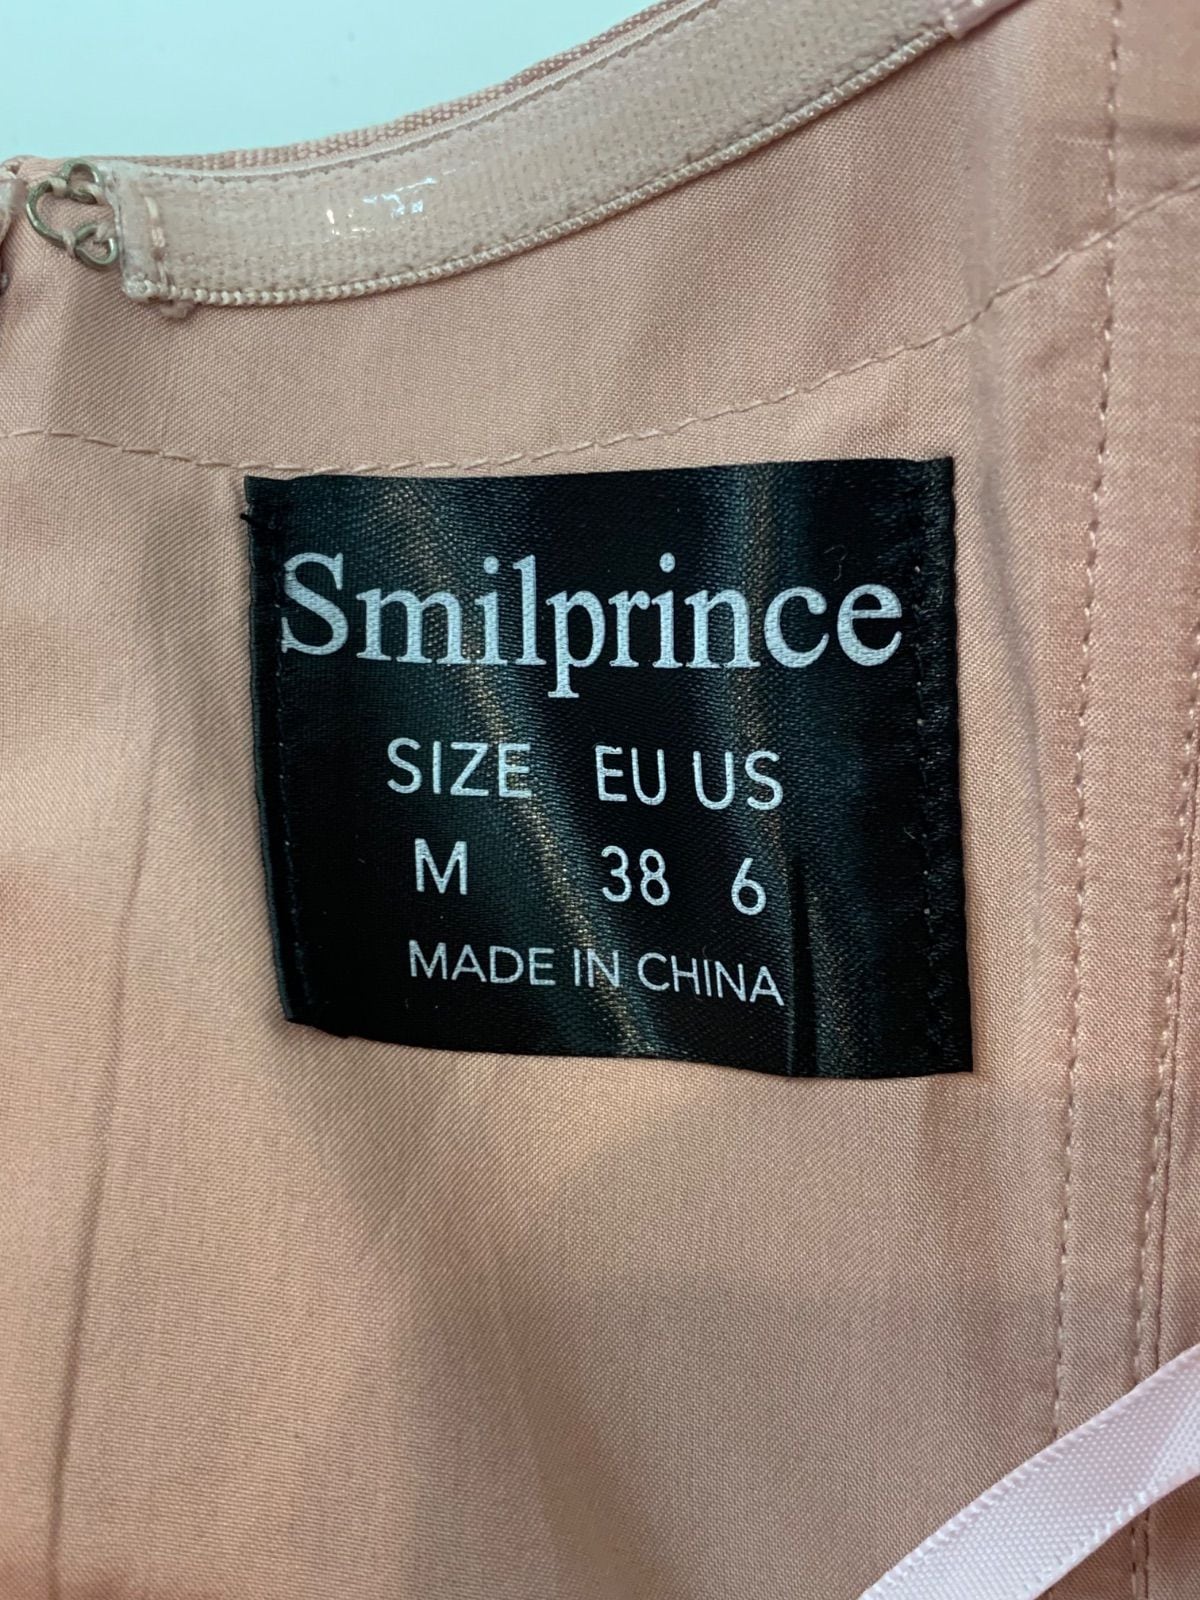 Smilprince
SIZE EU US
M 38 6
MADE IN CHINA